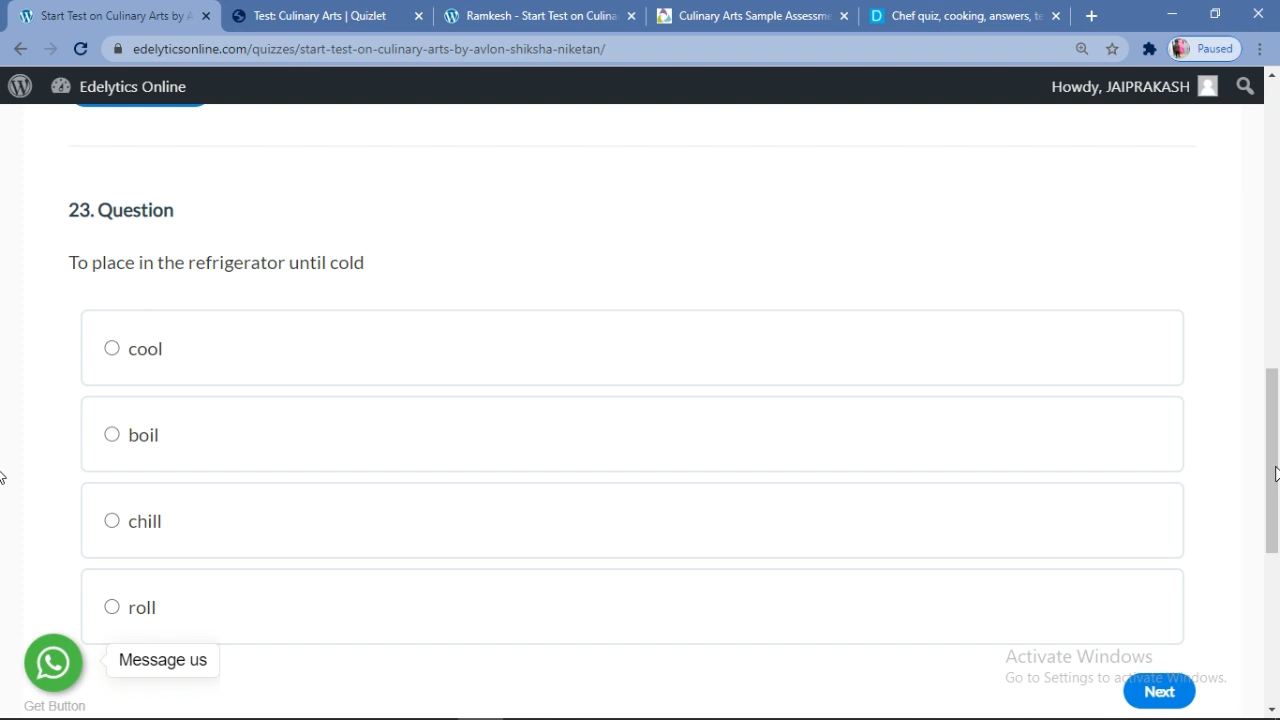 Start Test on Culinary Arts by A
Test: Culinary Arts | Quizlet
Ramkesh - Start Test on Culina
Culinary Arts Sample Assessme
Chef quiz, cooking, answers, te
edelyticsonline.com/quizzes/start-test-on-culinary-arts-by-avlon-shiksha-niketan/
Paused
Edelytics Online
Howdy, JAIPRAKASH
23. Question
To place in the refrigerator until cold
cool
boil
chill
roll
Message us
Get Button
Activate Windows
Go to Settings to activate Windows.
Next